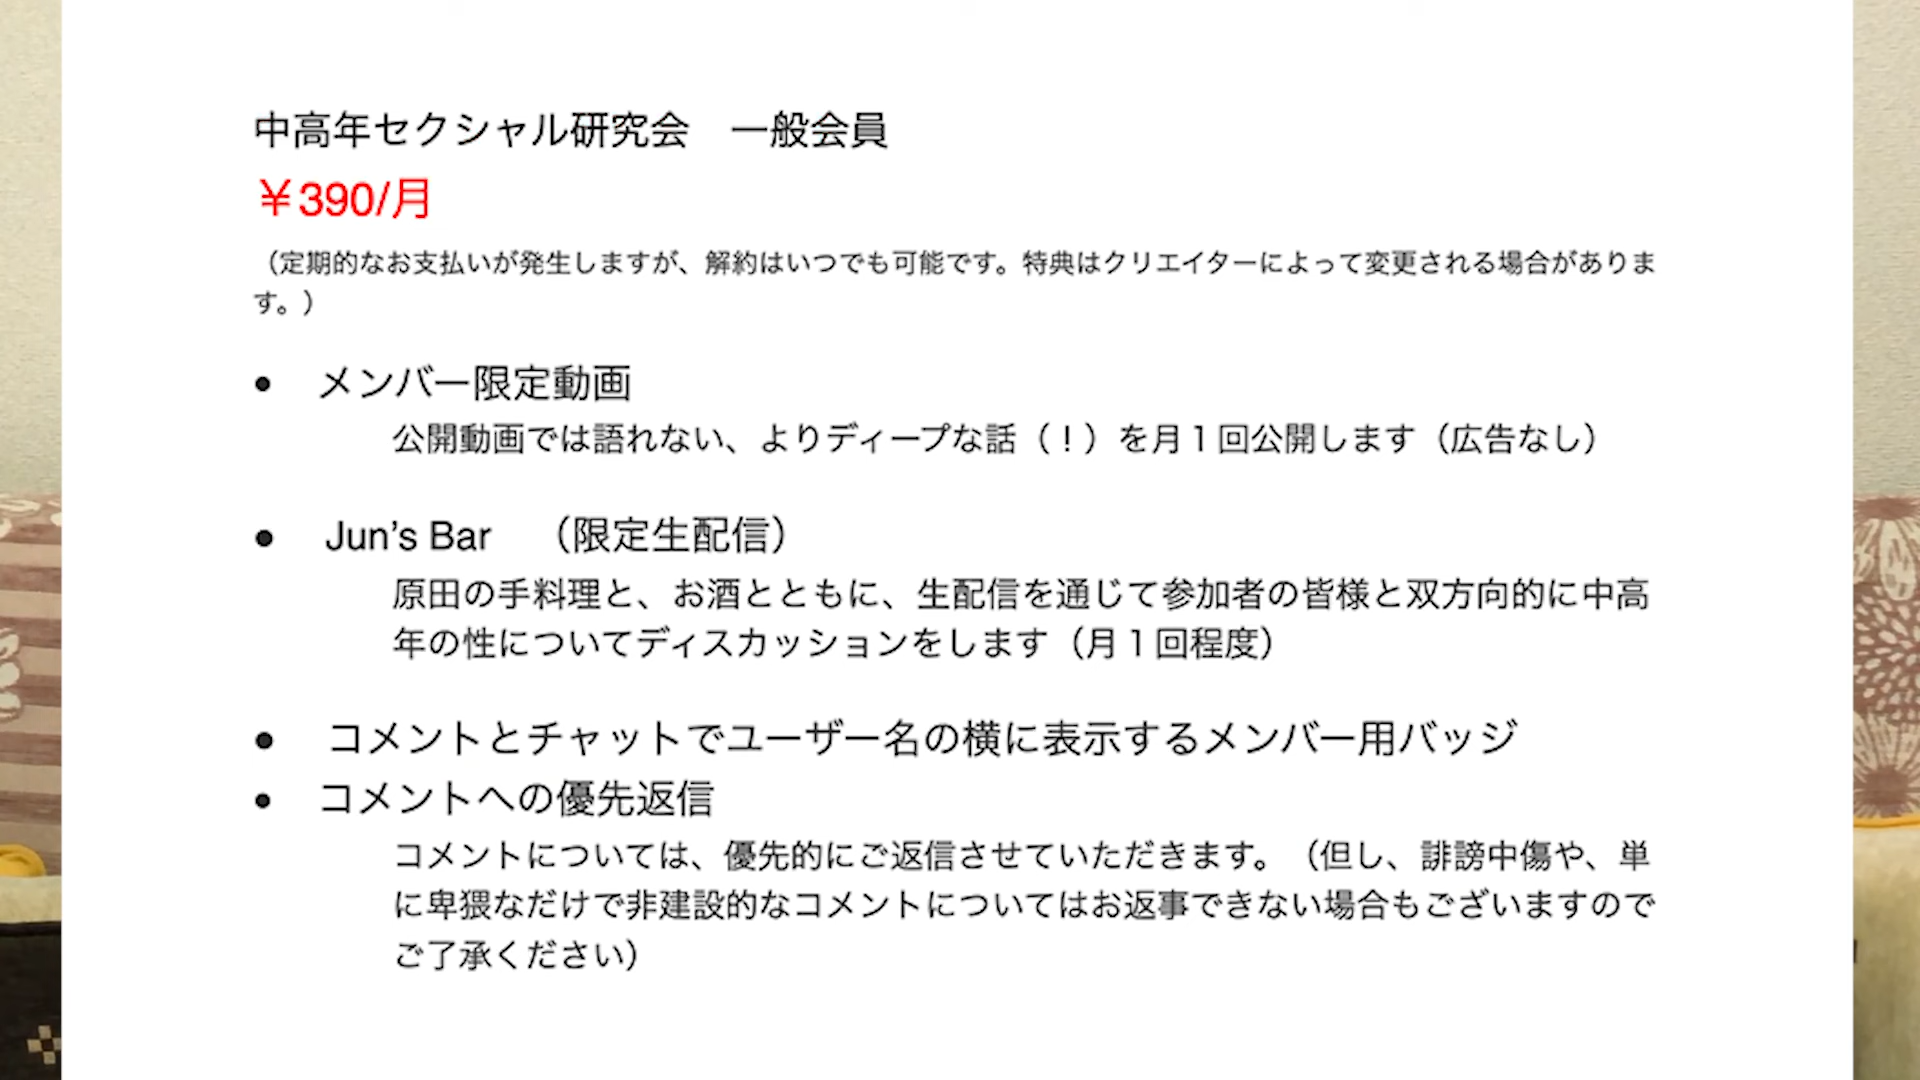 中高年セクシャル研究会　一般会員
￥390/月
（定期的なお支払いが発生しますが、解約はいつでも可能です。特典はクリエイターによって変更される場合がありま
す。）
● メンバー限定動画
公開動画では語れない、よりディープな話（！）を月１回公開します（広告なし）
● Jun’s Bar　（限定生配信）
原田の手料理と、お酒とともに、生配信を通じて参加者の皆様と双方向的に中高
年の性についてディスカッションをします（月１回程度）
● コメントとチャットでユーザー名の横に表示するメンバー用バッジ
● コメントへの優先返信
コメントについては、優先的にご返信させていただきます。（但し、誹謗中傷や、単
に卑猥なだけで非建設的なコメントについてはお返事できない場合もございますので
ご了承ください）